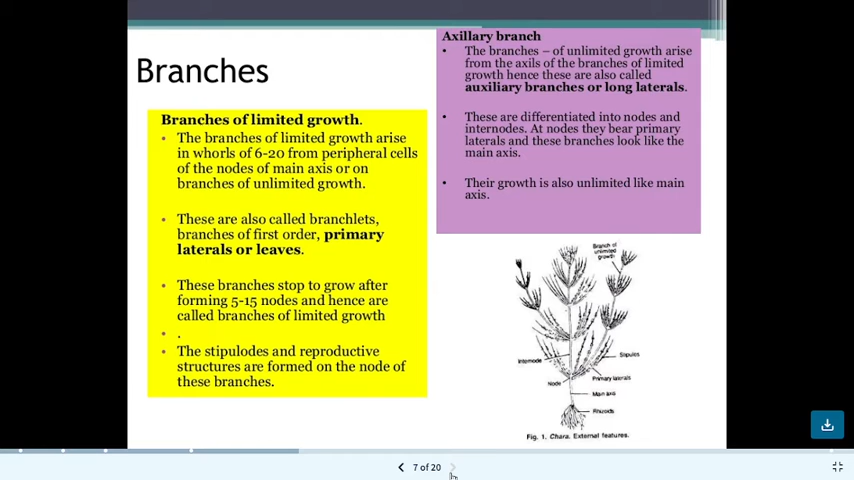 Branches
Branches of limited growth.
• The branches of limited growth arise
in whorls of 6-20 from peripheral cells
of the nodes of main axis or on
branches of unlimited growth.
• These are also called branchlets,
branches of first order, primary
laterals or leaves.
• These branches stop to grow after
forming 5-15 nodes and hence are
called branches of limited growth
• .
• The stipulodes and reproductive
structures are formed on the node of
these branches.
Axillary branch
• The branches – of unlimited growth arise
from the axils of the branches of limited
growth hence these are also called
auxiliary branches or long laterals.
• These are differentiated into nodes and
internodes. At nodes they bear primary
laterals and these branches look like the
main axis.
• Their growth is also unlimited like main
axis.
Branch of
unlimited
growth
Internode
Stipules
Node
Primary laterals
Main axis
Rhizoids
Fig. 1. Chara. External features.
7 of 20